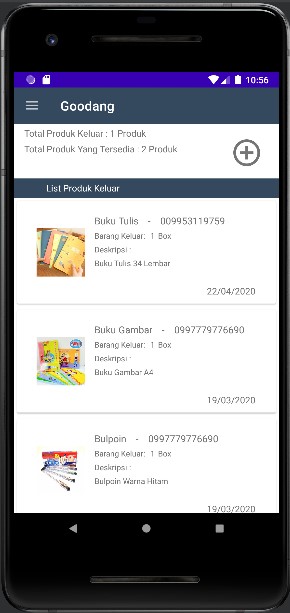 10:56
Goodang
Total Produk Keluar : 1 Produk
Total Produk Yang Tersedia : 2 Produk
List Produk Keluar
Buku Tulis - 009953119759
Barang Keluar: 1 Box
Deskripsi :
Buku Tulis 34 Lembar
22/04/2020
Buku Gambar - 0997779776690
Barang Keluar: 1 Box
Deskripsi :
Buku Gambar A4
19/03/2020
Bulpoin - 0997779776690
Barang Keluar: 1 Box
Deskripsi :
Bulpoin Warna Hitam
19/03/2020